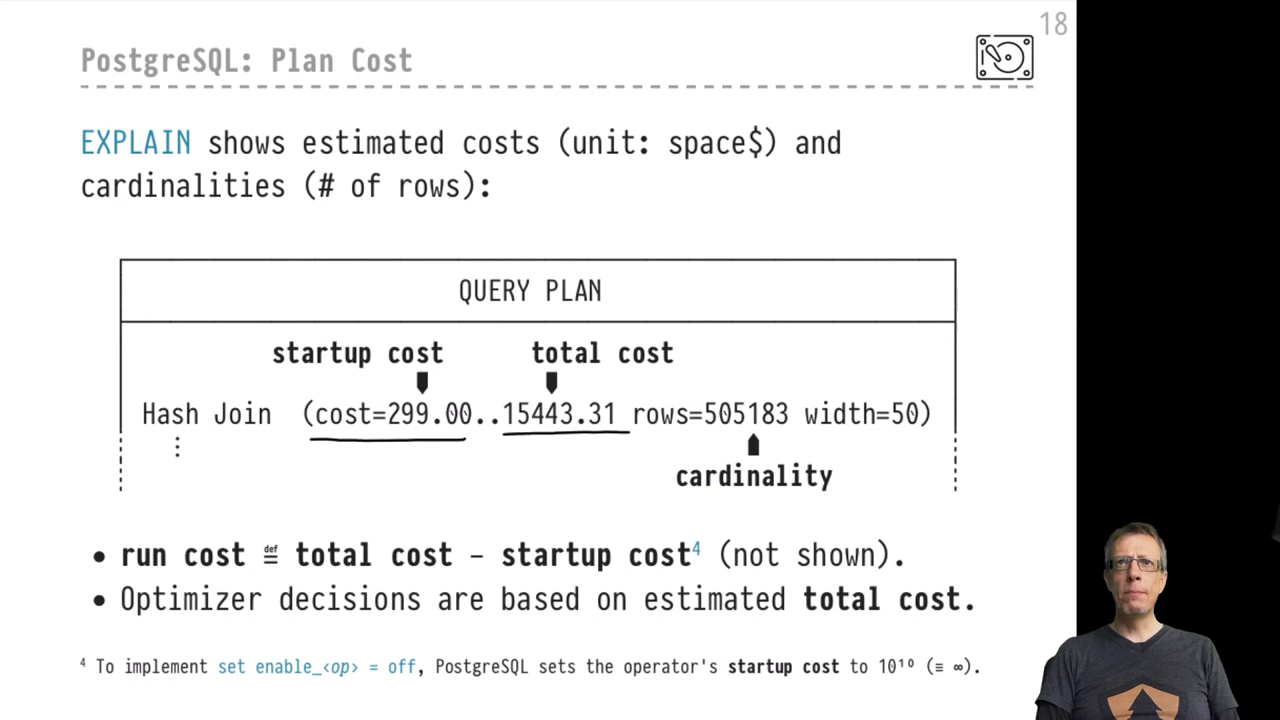 18
PostgreSQL: Plan Cost
EXPLAIN shows estimated costs (unit: space$) and
cardinalities (# of rows):
QUERY PLAN
startup cost total cost
Hash Join (cost=299.00..15443.31 rows=505183 width=50)
⋮
cardinality
• run cost ≝ total cost − startup cost⁴ (not shown).
• Optimizer decisions are based on estimated total cost.
⁴ To implement set enable_‹op› = off, PostgreSQL sets the operator's startup cost to 10¹⁰ (≡ ∞).